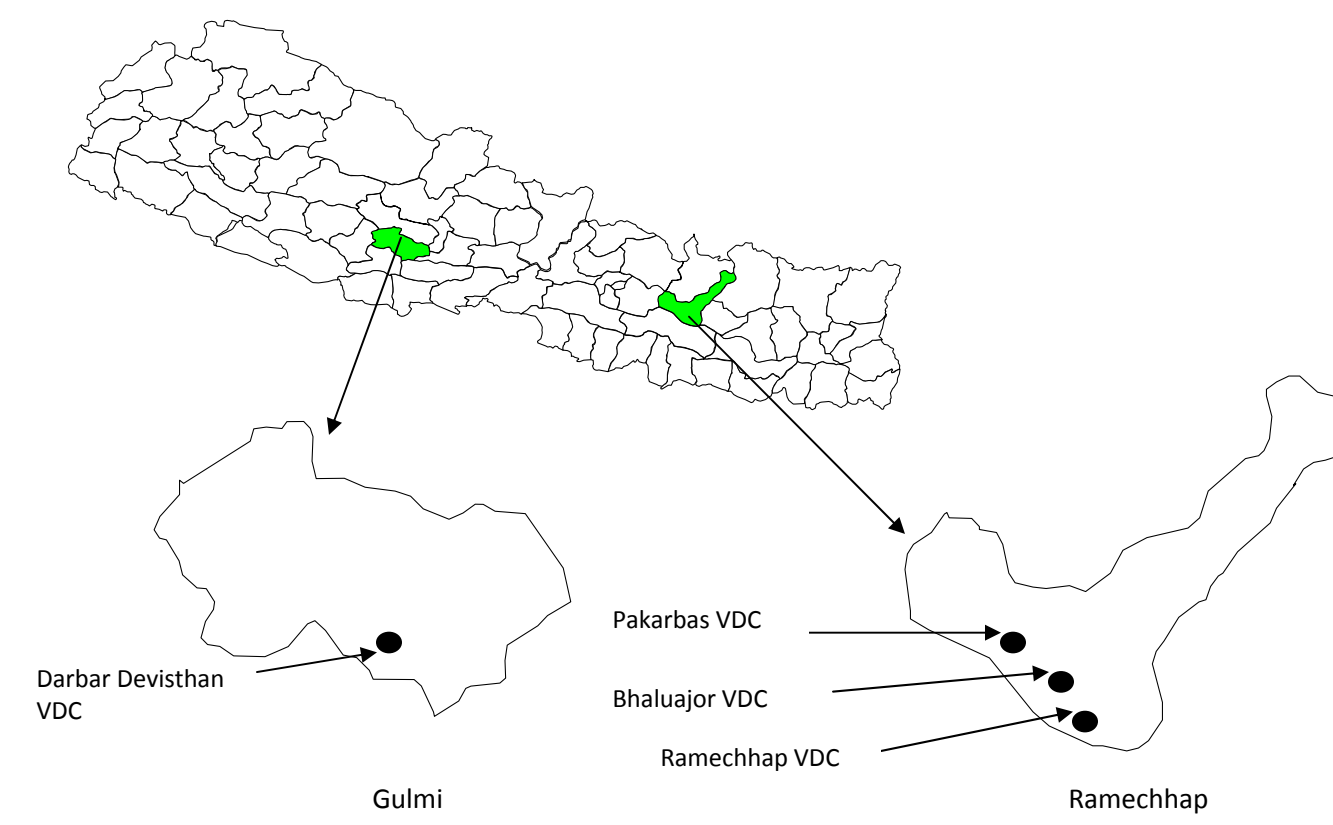 Pakarbas VDC
Darbar Devisthan
VDC
Bhaluajor VDC
Ramechhap VDC
Gulmi
Ramechhap